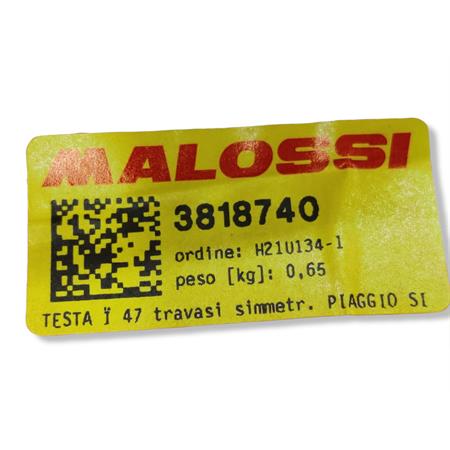 MALOSSI
3818740
ordine: H21U134-1
peso [kg]: 0,65
TESTA Ï 47 travasi simmetr. PIAGGIO SI